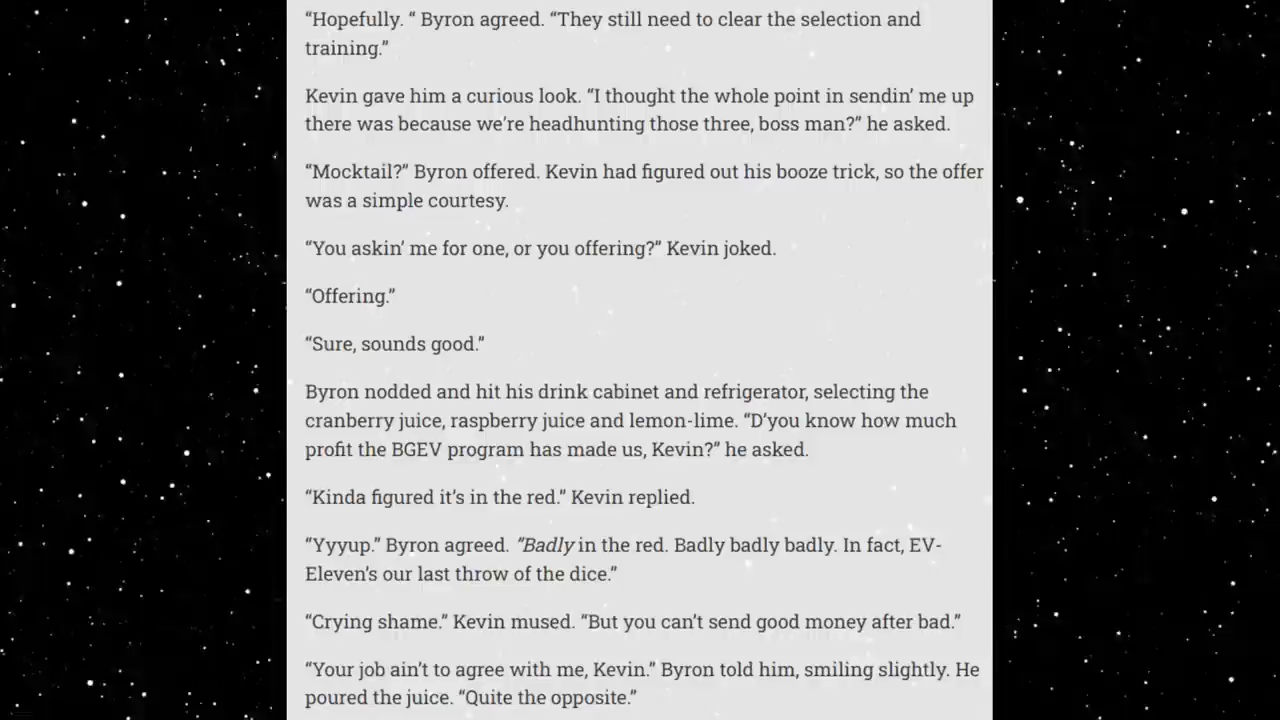 “Hopefully. “ Byron agreed. “They still need to clear the selection and
training.”
Kevin gave him a curious look. “I thought the whole point in sendin’ me up
there was because we’re headhunting those three, boss man?” he asked.
“Mocktail?” Byron offered. Kevin had figured out his booze trick, so the offer
was a simple courtesy.
“You askin’ me for one, or you offering?” Kevin joked.
“Offering.”
“Sure, sounds good.”
Byron nodded and hit his drink cabinet and refrigerator, selecting the
cranberry juice, raspberry juice and lemon-lime. “D’you know how much
profit the BGEV program has made us, Kevin?” he asked.
“Kinda figured it’s in the red.” Kevin replied.
“Yyyup.” Byron agreed. “Badly in the red. Badly badly badly. In fact, EV-
Eleven’s our last throw of the dice.”
“Crying shame.” Kevin mused. “But you can’t send good money after bad.”
“Your job ain’t to agree with me, Kevin.” Byron told him, smiling slightly. He
poured the juice. “Quite the opposite.”